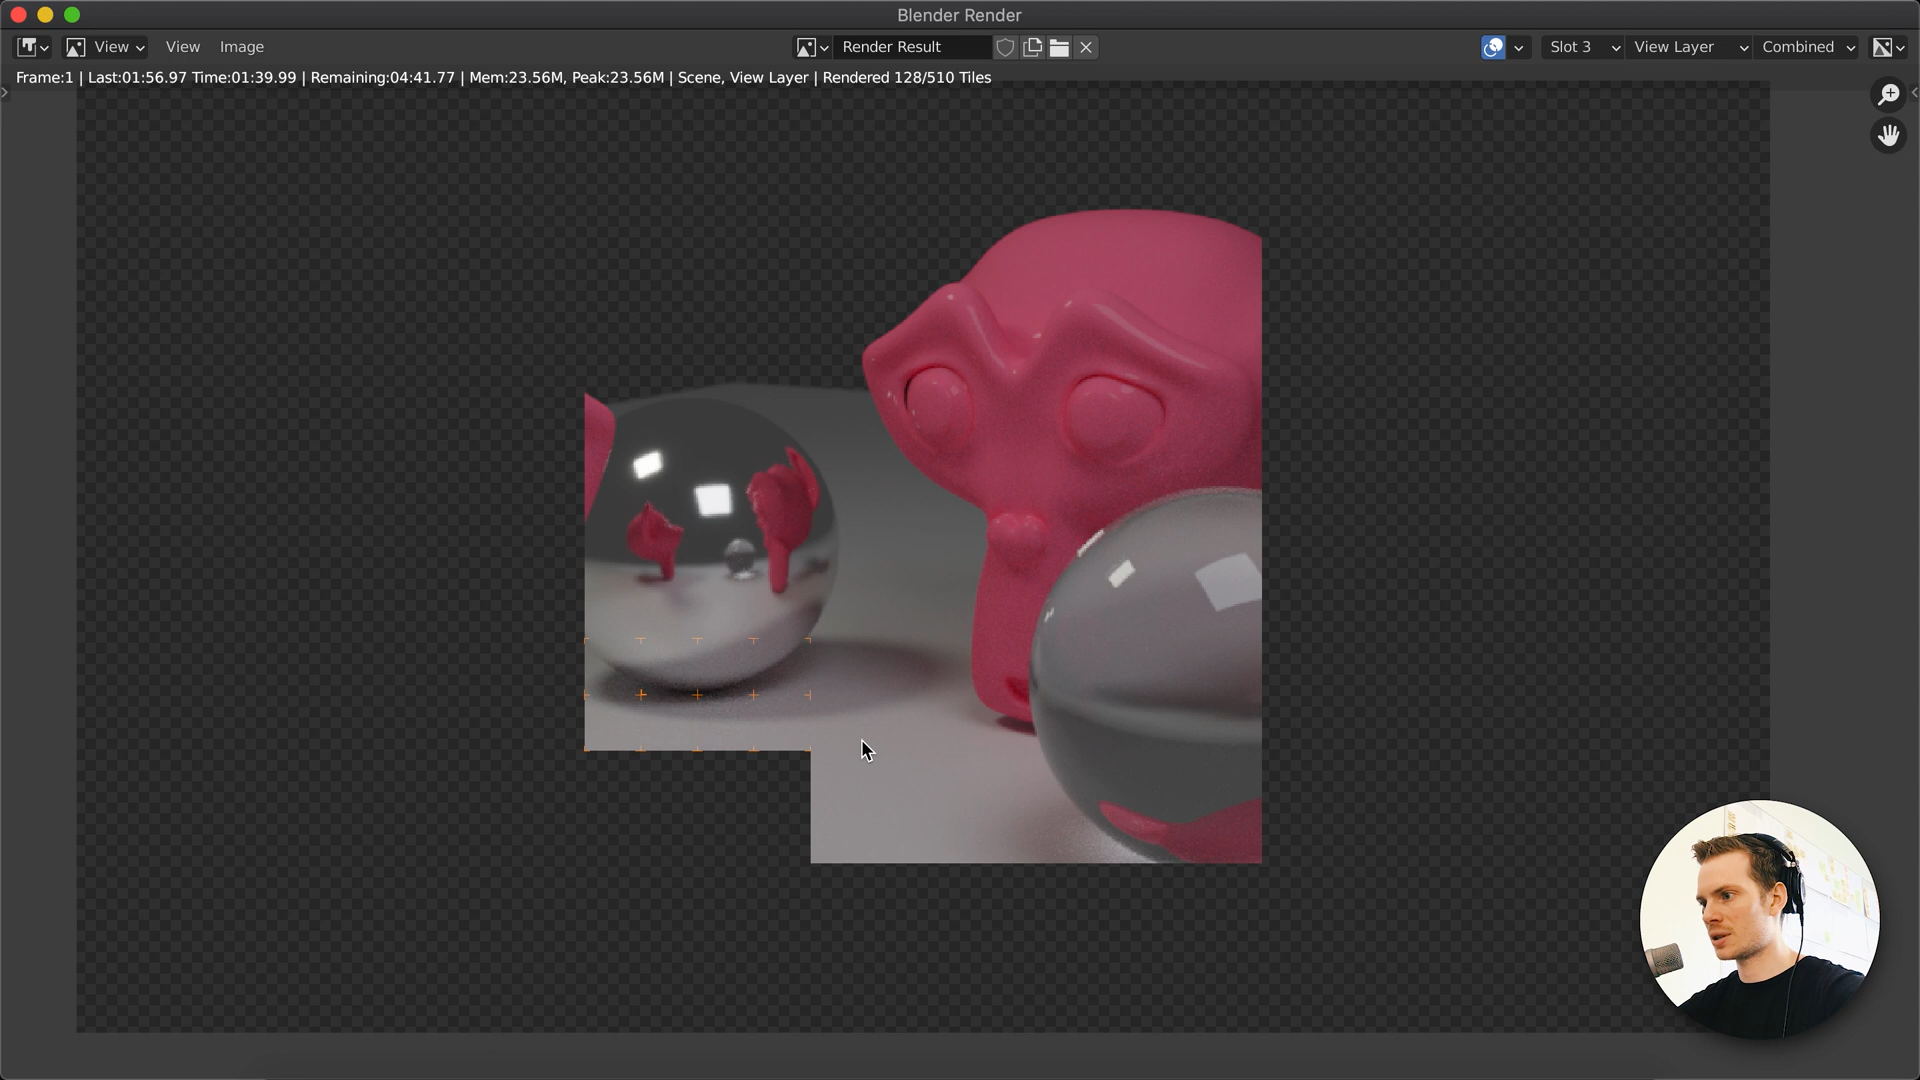 Blender Render
View View Image Render Result Slot 3 View Layer Combined
Frame:1 | Last:01:56.97 Time:01:39.99 | Remaining:04:41.77 | Mem:23.56M, Peak:23.56M | Scene, View Layer | Rendered 128/510 Tiles